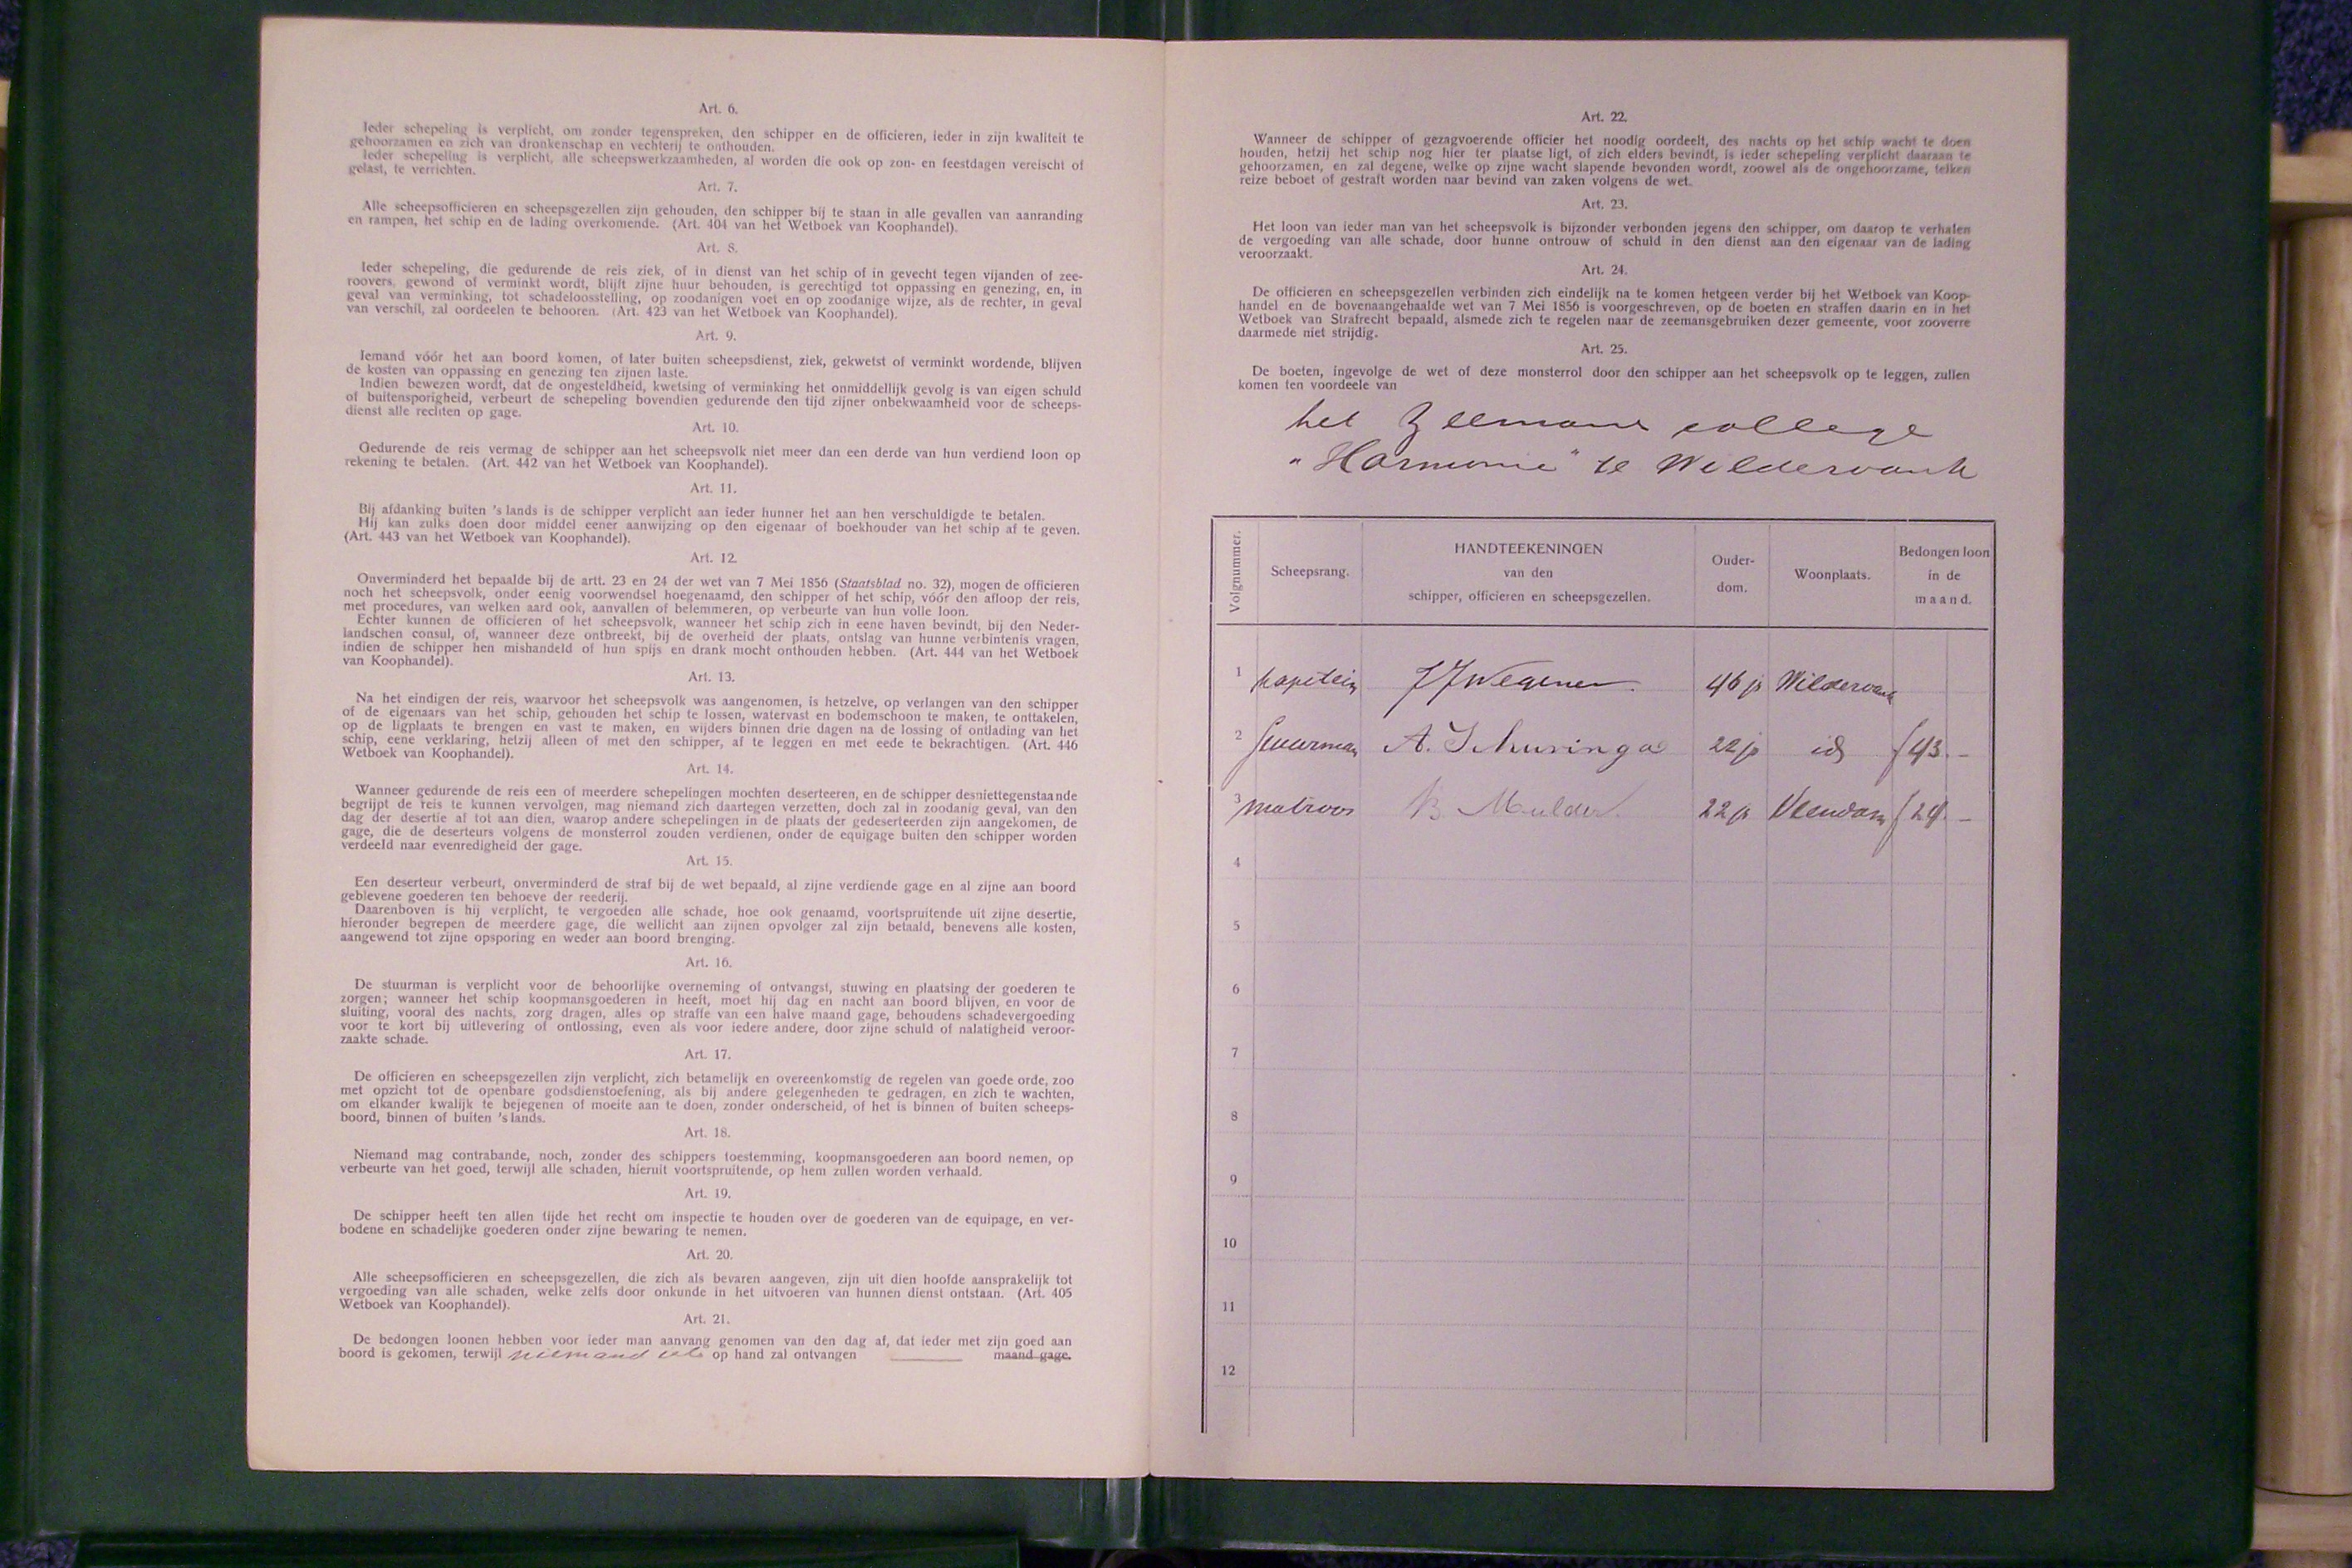 Art. 6.
Ieder schepeling is verplicht, om zonder tegenspreken, den schipper en de officieren, ieder in zijn kwaliteit te
gehoorzamen en zich van dronkenschap en vechterij te onthouden.
Ieder schepeling is verplicht, alle scheepswerkzaamheden, al worden die ook op zon- en feestdagen vereischt of
gelast, te verrichten.
Art. 7.
Alle scheepsofficieren en scheepsgezellen zijn gehouden, den schipper bij te staan in alle gevallen van aanranding
en rampen, het schip en de lading overkomende. (Art. 404 van het Wetboek van Koophandel).
Art. 8.
Ieder schepeling, die gedurende de reis ziek, of in dienst van het schip of in gevecht tegen vijanden of zee-
roovers, gewond of verminkt wordt, blijft zijne huur behouden, is gerechtigd tot oppassing en genezing, en, in
geval van verminking, tot schadeloosstelling, op zoodanigen voet en op zoodanige wijze, als de rechter, in geval
van verschil, zal oordeelen te behooren. (Art. 423 van het Wetboek van Koophandel).
Art. 9.
Iemand vóór het aan boord komen, of later buiten scheepsdienst, ziek, gekwetst of verminkt wordende, blijven
de kosten van oppassing en genezing ten zijnen laste.
Indien bewezen wordt, dat de ongesteldheid, kwetsing of verminking het onmiddellijk gevolg is van eigen schuld
of buitensporigheid, verbeurt de schepeling bovendien gedurende den tijd zijner onbekwaamheid voor de scheeps-
dienst alle rechten op gage.
Art. 10.
Gedurende de reis vermag de schipper aan het scheepsvolk niet meer dan een derde van hun verdiend loon op
rekening te betalen. (Art. 442 van het Wetboek van Koophandel).
Art. 11.
Bij afdanking buiten 's lands is de schipper verplicht aan ieder hunner het aan hen verschuldigde te betalen.
Hij kan zulks doen door middel eener aanwijzing op den eigenaar of boekhouder van het schip af te geven.
(Art. 443 van het Wetboek van Koophandel).
Art. 12.
Onverminderd het bepaalde bij de artt. 23 en 24 der wet van 7 Mei 1856 (Staatsblad no. 32), mogen de officieren
noch het scheepsvolk, onder eenig voorwendsel hoegenaamd, den schipper of het schip, vóór den afloop der reis,
met procedures, van welken aard ook, aanvallen of belemmeren, op verbeurte van hun volle loon.
Echter kunnen de officieren of het scheepsvolk, wanneer het schip zich in eene haven bevindt, bij den Neder-
landschen consul, of, wanneer deze ontbreekt, bij de overheid der plaats, ontslag van hunne verbintenis vragen,
indien de schipper hen mishandeld of hun spijs en drank mocht onthouden hebben. (Art. 444 van het Wetboek
van Koophandel).
Art. 13.
Na het eindigen der reis, waarvoor het scheepsvolk was aangenomen, is hetzelve, op verlangen van den schipper
of de eigenaars van het schip, gehouden het schip te lossen, watervast en bodemschoon te maken, te onttakelen,
op de ligplaats te brengen en vast te maken, en wijders binnen drie dagen na de lossing of ontlading van het
schip, eene verklaring, hetzij alleen of met den schipper, af te leggen en met eede te bekrachtigen. (Art. 446
Wetboek van Koophandel).
Art. 14.
Wanneer gedurende de reis een of meerdere schepelingen mochten deserteeren, en de schipper desniettegenstaande
begrijpt de reis te kunnen vervolgen, mag niemand zich daartegen verzetten, doch zal in zoodanig geval, van den
dag der desertie af tot aan dien, waarop andere schepelingen in de plaats der gedeserteerden zijn aangekomen, de
gage, die de deserteurs volgens de monsterrol zouden verdienen, onder de equigage buiten den schipper worden
verdeeld naar evenredigheid der gage.
Art. 15.
Een deserteur verbeurt, onverminderd de straf bij de wet bepaald, al zijne verdiende gage en al zijne aan boord
geblevene goederen ten behoeve der reederij.
Daarenboven is hij verplicht, te vergoeden alle schade, hoe ook genaamd, voortspruitende uit zijne desertie,
hieronder begrepen de meerdere gage, die wellicht aan zijnen opvolger zal zijn betaald, benevens alle kosten,
aangewend tot zijne opsporing en weder aan boord brenging.
Art. 16.
De stuurman is verplicht voor de behoorlijke overneming of ontvangst, stuwing en plaatsing der goederen te
zorgen; wanneer het schip koopmansgoederen in heeft, moet hij dag en nacht aan boord blijven, en voor de
sluiting, vooral des nachts, zorg dragen, alles op straffe van een halve maand gage, behoudens schadevergoeding
voor te kort bij uitlevering of ontlossing, even als voor iedere andere, door zijne schuld of nalatigheid veroor-
zaakte schade.
Art. 17.
De officieren en scheepsgezellen zijn verplicht, zich betamelijk en overeenkomstig de regelen van goede orde, zoo
met opzicht tot de openbare godsdienstoefening, als bij andere gelegenheden te gedragen, en zich te wachten,
om elkander kwalijk te bejegenen of moeite aan te doen, zonder onderscheid, of het is binnen of buiten scheeps-
boord, binnen of buiten 's lands.
Art. 18.
Niemand mag contrabande, noch, zonder des schippers toestemming, koopmansgoederen aan boord nemen, op
verbeurte van het goed, terwijl alle schaden, hieruit voortspruitende, op hem zullen worden verhaald.
Art. 19.
De schipper heeft ten allen tijde het recht om inspectie te houden over de goederen van de equipage, en ver-
bodene en schadelijke goederen onder zijne bewaring te nemen.
Art. 20.
Alle scheepsofficieren en scheepsgezellen, die zich als bevaren aangeven, zijn uit dien hoofde aansprakelijk tot
vergoeding van alle schaden, welke zelfs door onkunde in het uitvoeren van hunnen dienst ontstaan. (Art. 405
Wetboek van Koophandel).
Art. 21.
De bedongen loonen hebben voor ieder man aanvang genomen van den dag af, dat ieder met zijn goed aan
boord is gekomen, terwijl niemand iets op hand zal ontvangen maand gage.
Art. 22.
Wanneer de schipper of gezagvoerende officier het noodig oordeelt, des nachts op het schip wacht te doen
houden, hetzij het schip nog hier ter plaatse ligt, of zich elders bevindt, is ieder schepeling verplicht daaraan te
gehoorzamen, en zal degene, welke op zijne wacht slapende bevonden wordt, zoowel als de ongehoorzame, telken
reize beboet of gestraft worden naar bevind van zaken volgens de wet.
Art. 23.
Het loon van ieder man van het scheepsvolk is bijzonder verbonden jegens den schipper, om daarop te verhalen
de vergoeding van alle schade, door hunne ontrouw of schuld in den dienst aan den eigenaar van de lading
veroorzaakt.
Art. 24.
De officieren en scheepsgezellen verbinden zich eindelijk na te komen hetgeen verder bij het Wetboek van Koop-
handel en de bovenaangehaalde wet van 7 Mei 1856 is voorgeschreven, op de boeten en straffen daarin en in het
Wetboek van Strafrecht bepaald, alsmede zich te regelen naar de zeemansgebruiken dezer gemeente, voor zooverre
daarmede niet strijdig.
Art. 25.
De boeten, ingevolge de wet of deze monsterrol door den schipper aan het scheepsvolk op te leggen, zullen
komen ten voordeele van
het Zeemans college
"Harmonie" te Wildervank
Volgnummer.
Scheepsrang.
HANDTEEKENINGEN
van den
schipper, officieren en scheepsgezellen.
Ouder-
dom.
Woonplaats.
Bedongen loon
in de
maand.
1 kapitein JJWegener 46 jr Wildervank
2 stuurman A. Schuringa 22 jr id f 43.-
3 matroos B Mulder 22 jr Veendam f 24.-
4
5
6
7
8
9
10
11
12